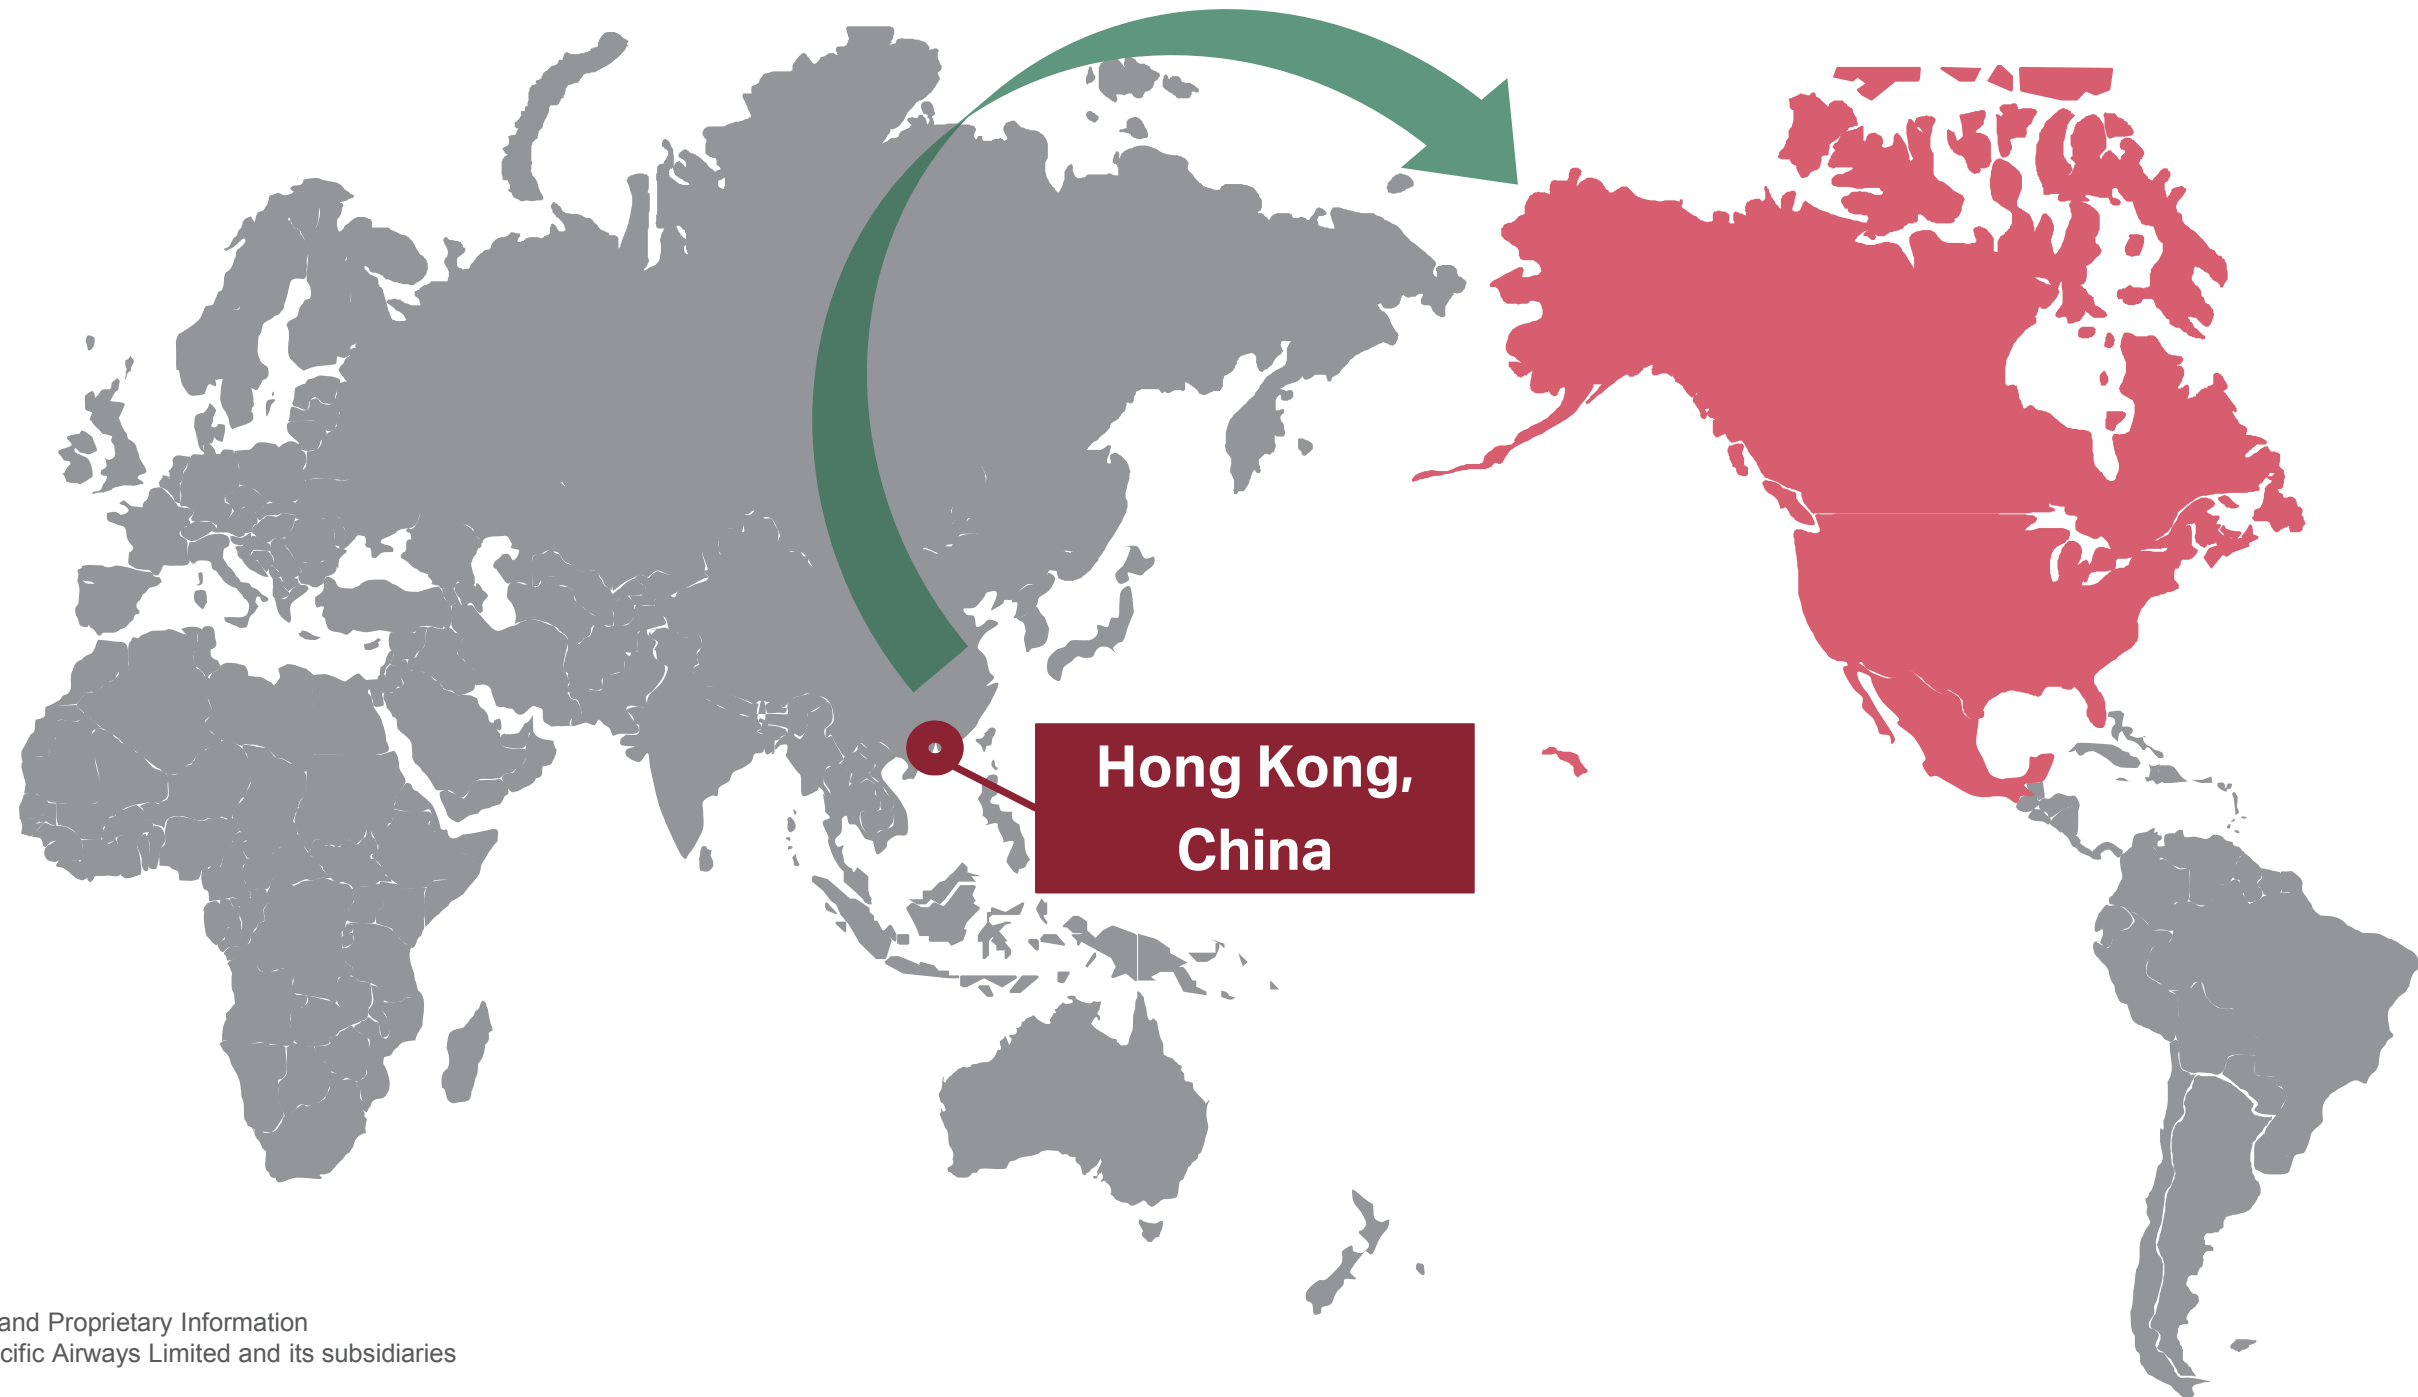 Hong Kong,
China
and Proprietary Information
cific Airways Limited and its subsidiaries